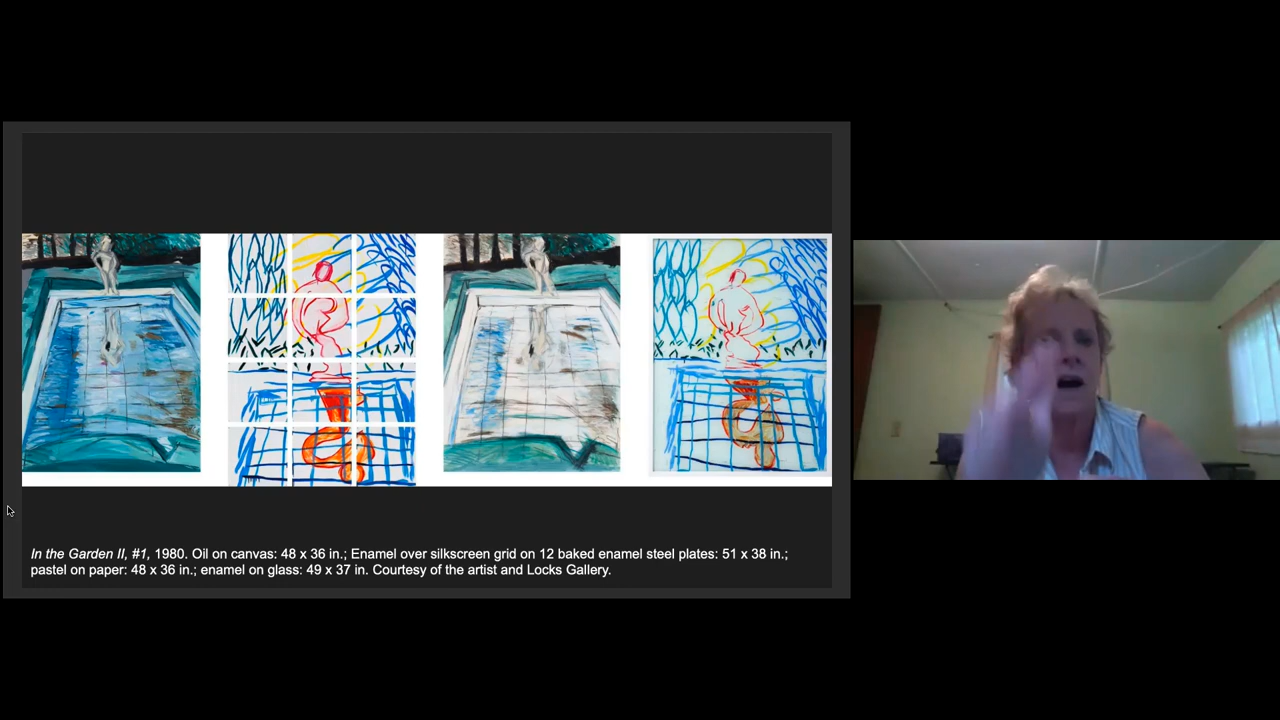 In the Garden II, #1, 1980. Oil on canvas: 48 x 36 in.; Enamel over silkscreen grid on 12 baked enamel steel plates: 51 x 38 in.;
pastel on paper: 48 x 36 in.; enamel on glass: 49 x 37 in. Courtesy of the artist and Locks Gallery.